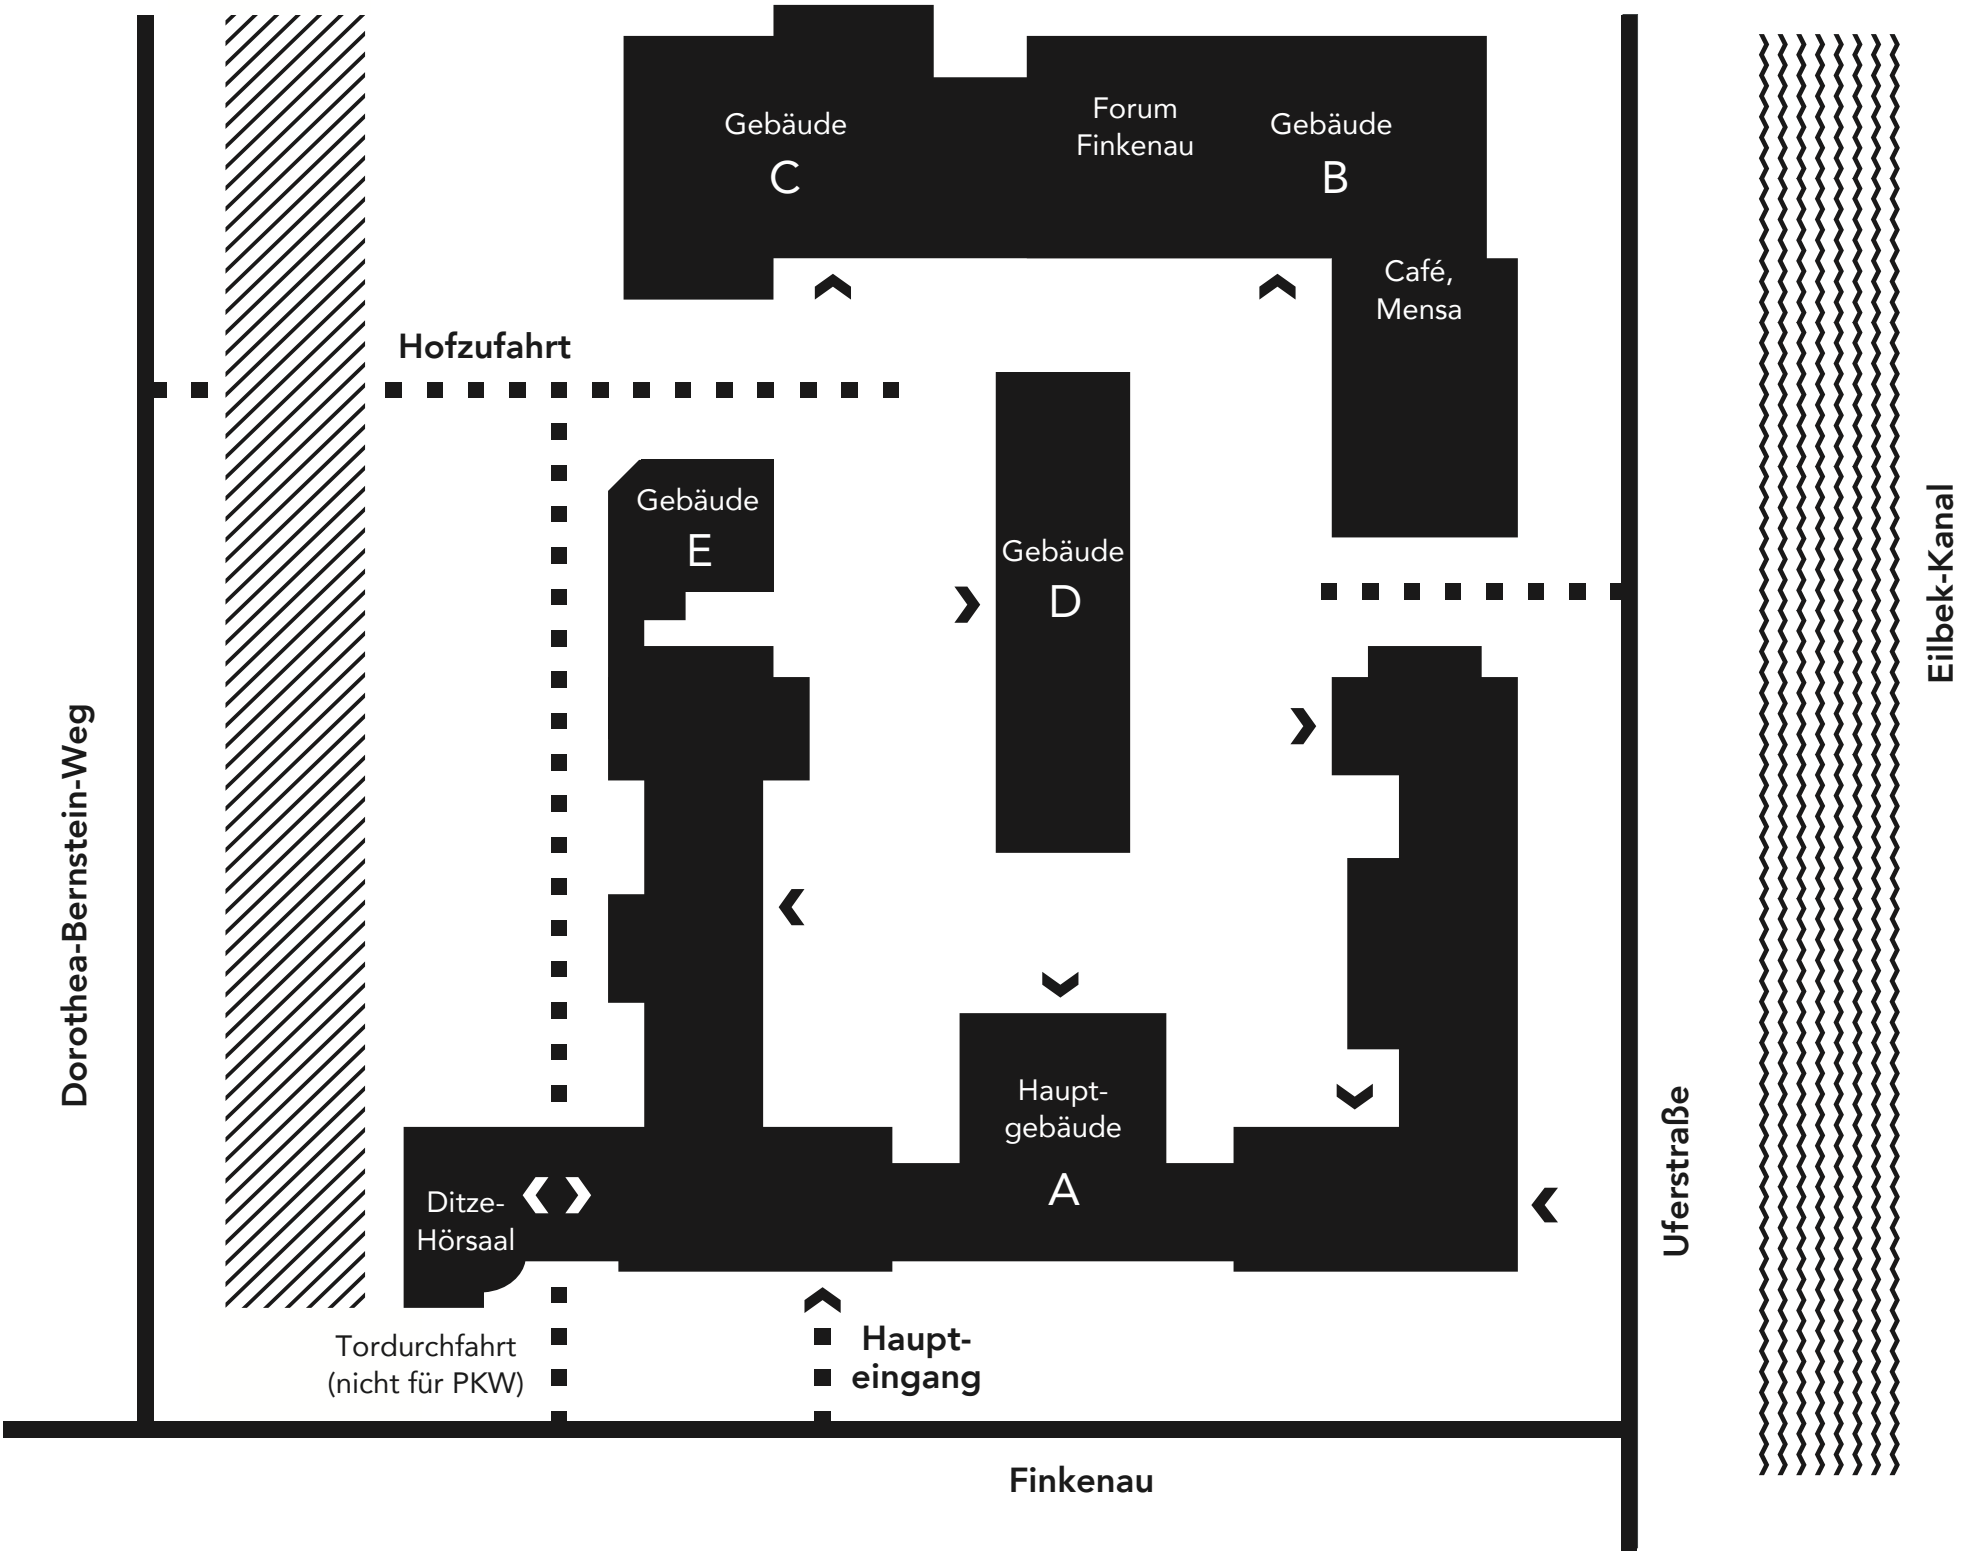 Gebäude
C
Forum
Finkenau
Gebäude
B
Café,
Mensa
Hofzufahrt
Gebäude
E
Gebäude
D
Eilbek-Kanal
Dorothea-Bernstein-Weg
Haupt-
gebäude
A
Uferstraße
Ditze-
Hörsaal
Tordurchfahrt
(nicht für PKW)
Haupt-
eingang
Finkenau